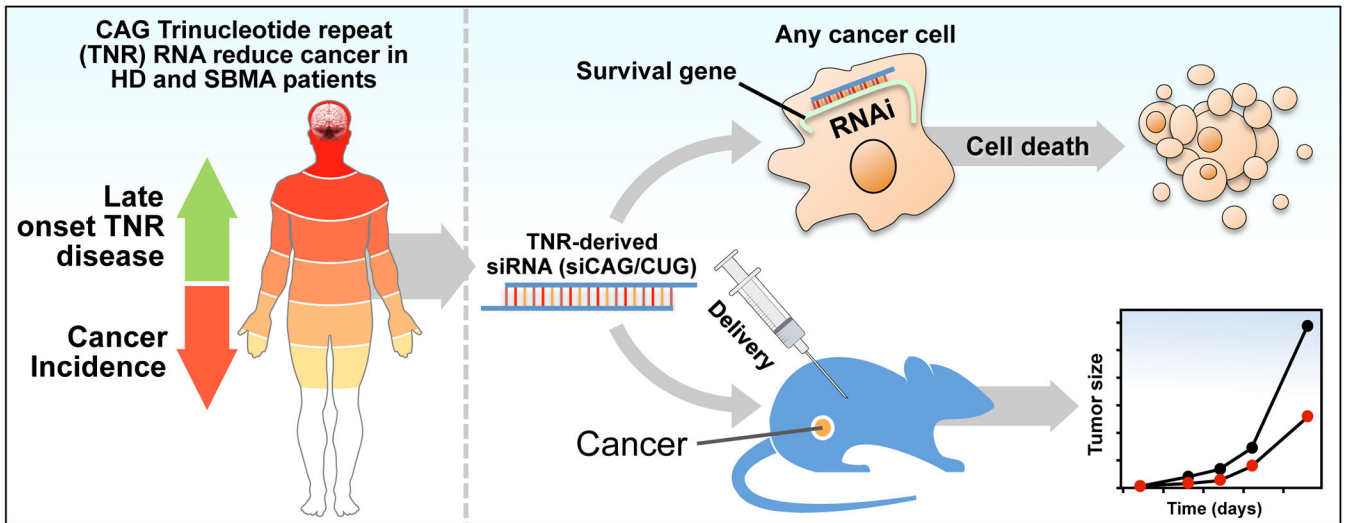 CAG Trinucleotide repeat
(TNR) RNA reduce cancer in
HD and SBMA patients
Late
onset TNR
disease
Cancer
Incidence
TNR-derived
siRNA (siCAG/CUG)
Any cancer cell
Survival gene
RNAi
Cell death
Delivery
Cancer
Tumor size
Time (days)